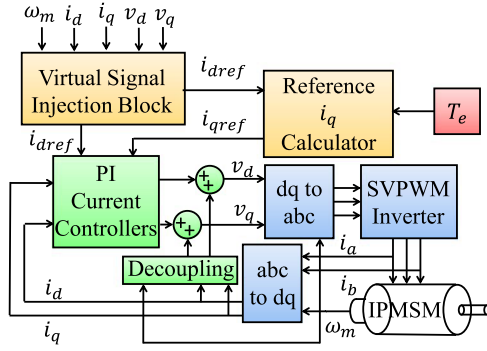 ω_m i_d i_q v_d v_q
Virtual Signal
Injection Block
i_dref
Reference
i_q
Calculator
T_e
i_qref
i_dref
PI
Current
Controllers
+
+
v_d
+
+
v_q
dq to
abc
SVPWM
Inverter
Decoupling
abc
to dq
i_a
i_b
i_d
i_q
ω_m
IPMSM